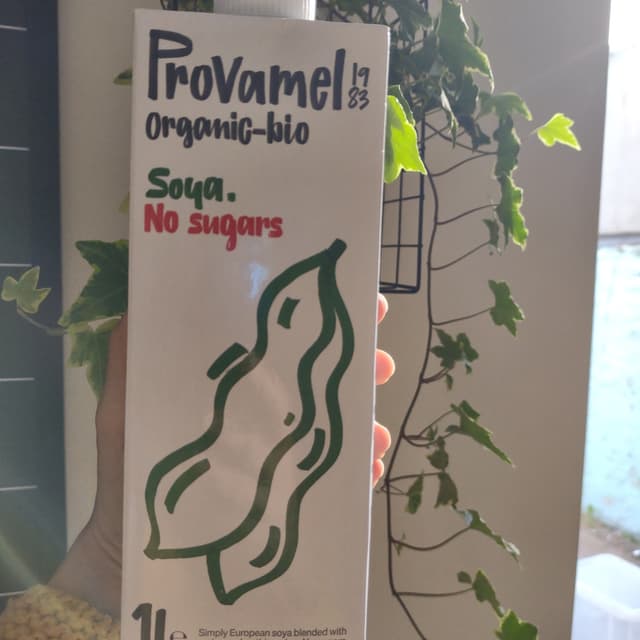 Provamel 19
83
Organic-bio
Soya.
No sugars
1l e Simply European soya blended with